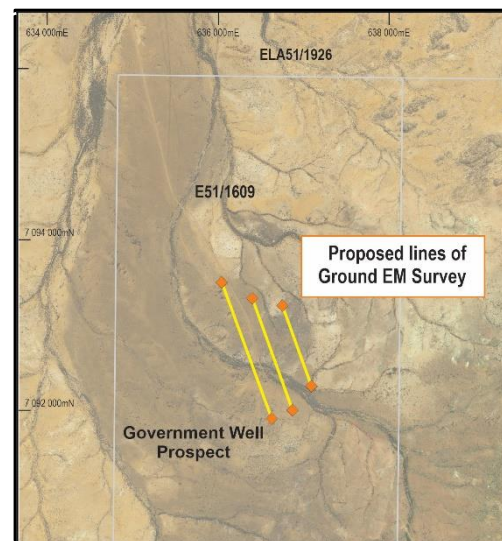 634 000mE
636 000mE
638 000mE
ELA51/1926
E51/1609
7 094 000mN
Proposed lines of
Ground EM Survey
7 092 000mN
Government Well
Prospect